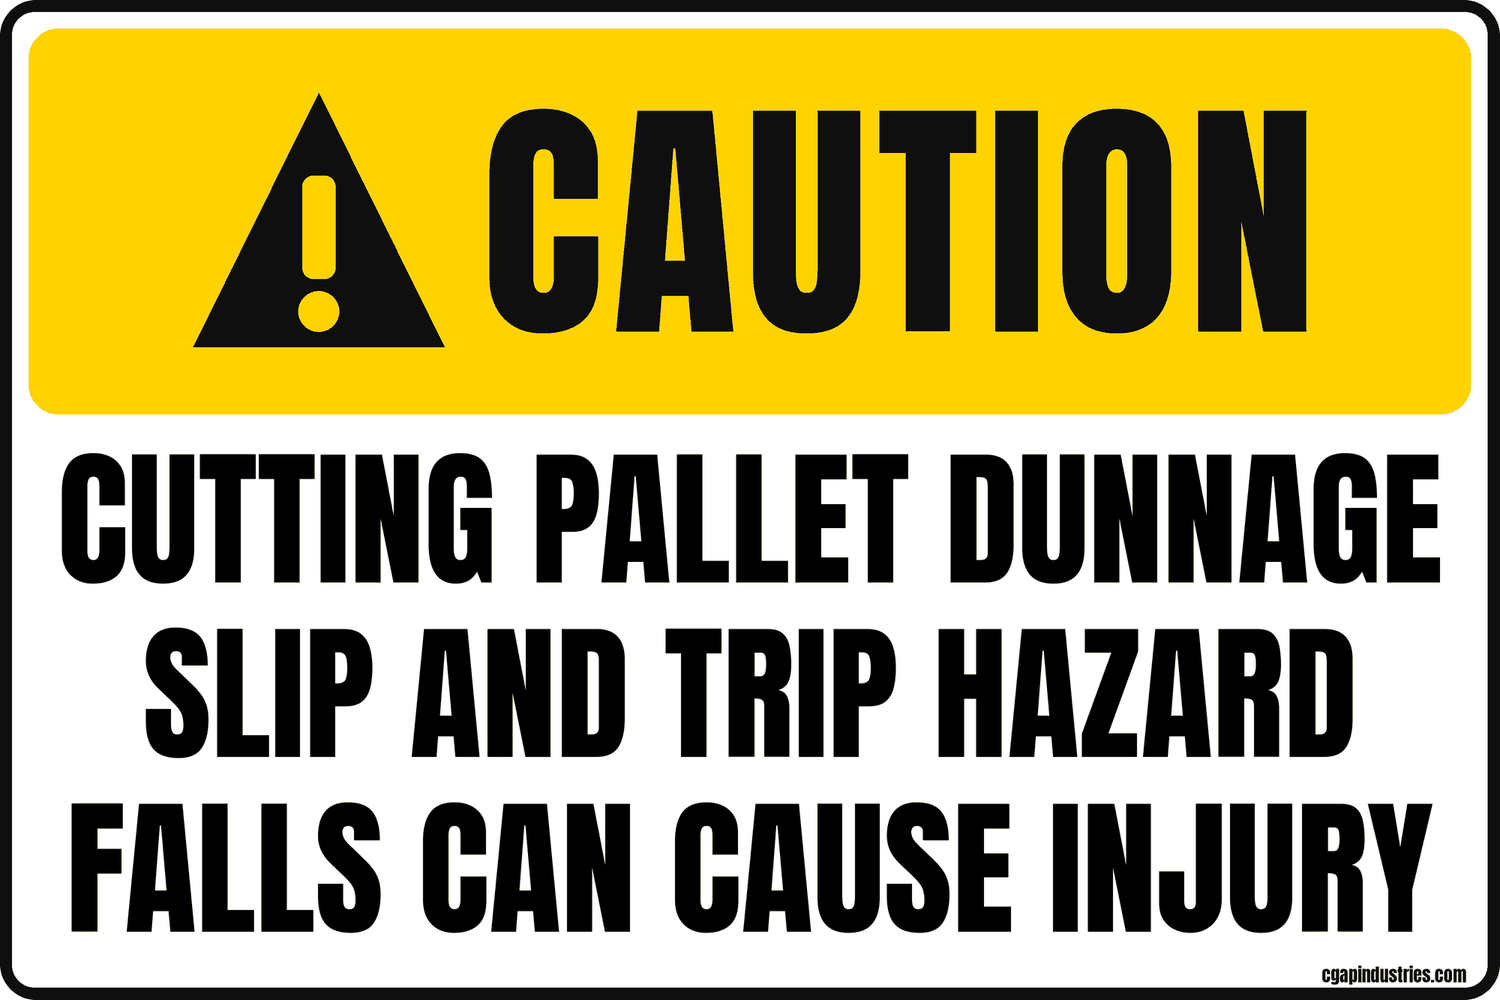 CAUTION
CUTTING PALLET DUNNAGE
SLIP AND TRIP HAZARD
FALLS CAN CAUSE INJURY
cgapindustries.com